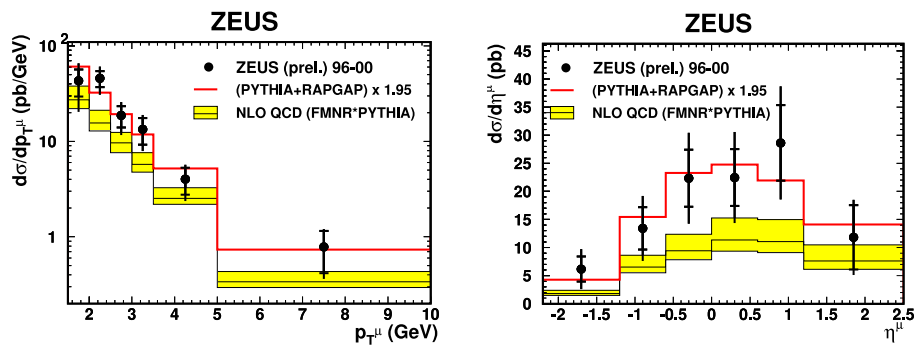 ZEUS
dσ/dp_T^μ (pb/GeV)
10²
10
1
ZEUS (prel.) 96-00
(PYTHIA+RAPGAP) x 1.95
NLO QCD (FMNR*PYTHIA)
2 3 4 5 6 7 8 9 10
p_T^μ (GeV)
ZEUS
dσ/dη^μ (pb)
45
40
35
30
25
20
15
10
5
0
ZEUS (prel.) 96-00
(PYTHIA+RAPGAP) x 1.95
NLO QCD (FMNR*PYTHIA)
-2 -1.5 -1 -0.5 0 0.5 1 1.5 2 2.5
η^μ